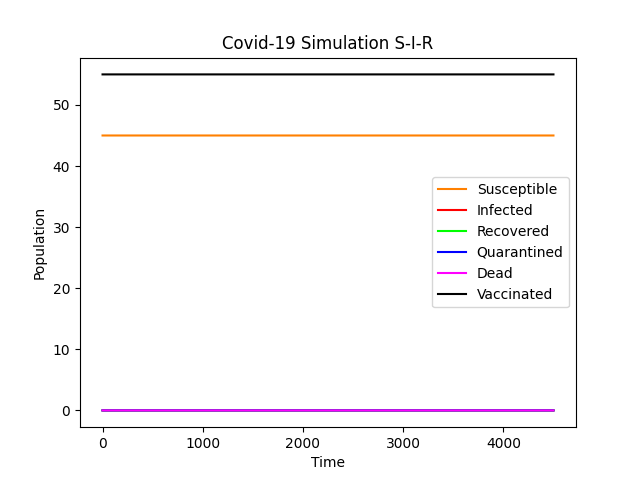 Covid-19 Simulation S-I-R
50
40
30
20
10
0
Population
Susceptible
Infected
Recovered
Quarantined
Dead
Vaccinated
0 1000 2000 3000 4000
Time